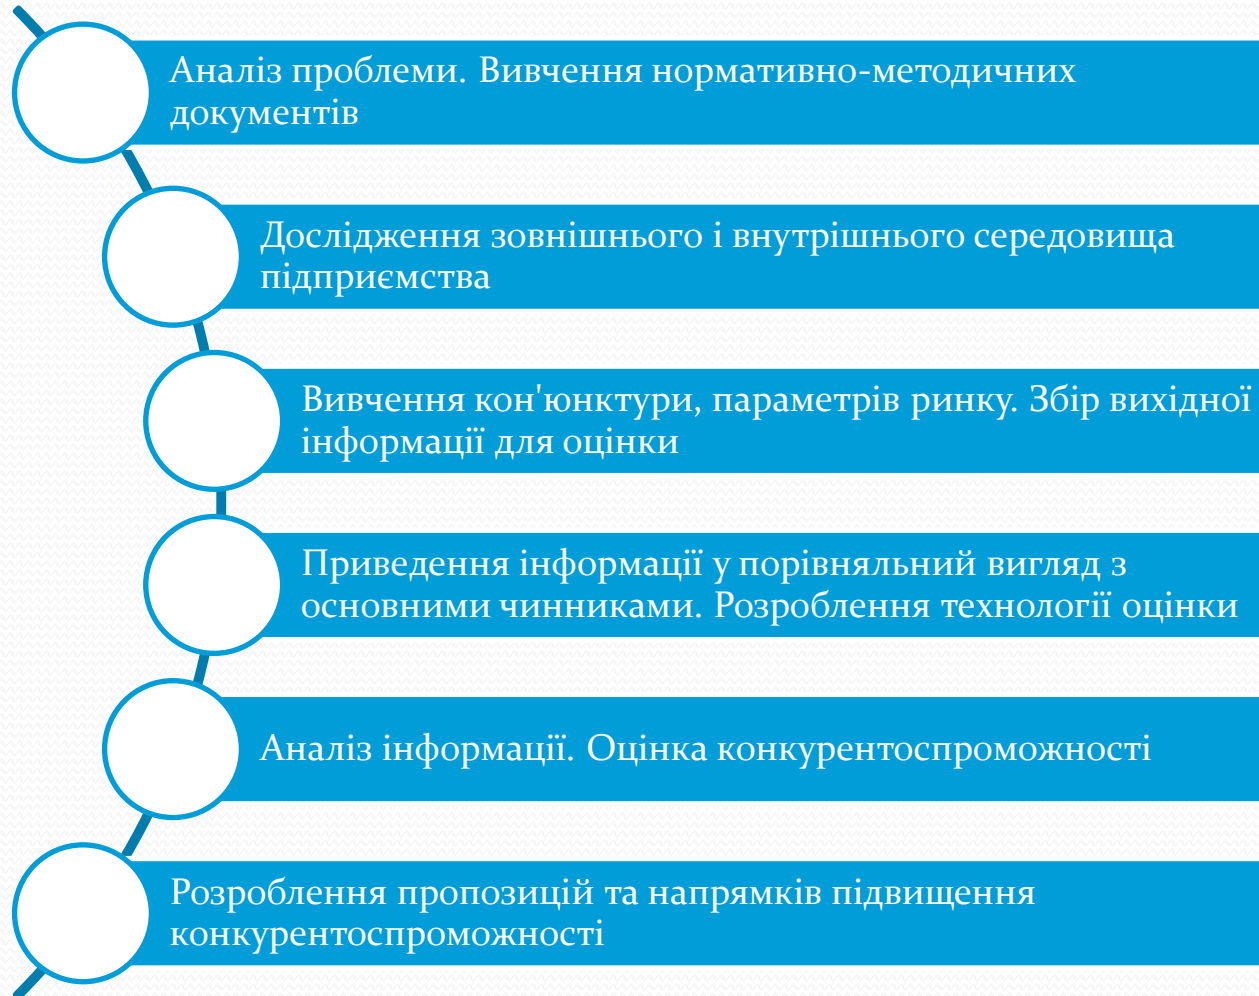 Аналіз проблеми. Вивчення нормативно-методичних
документів
Дослідження зовнішнього і внутрішнього середовища
підприємства
Вивчення кон'юнктури, параметрів ринку. Збір вихідної
інформації для оцінки
Приведення інформації у порівняльний вигляд з
основними чинниками. Розроблення технології оцінки
Аналіз інформації. Оцінка конкурентоспроможності
Розроблення пропозицій та напрямків підвищення
конкурентоспроможності